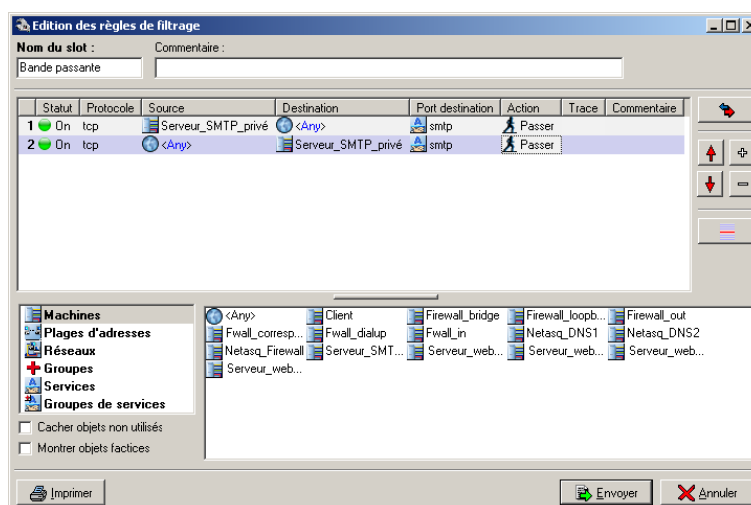 Edition des règles de filtrage
Nom du slot : Commentaire :
Bande passante
Statut Protocole Source Destination Port destination Action Trace Commentaire
1 On tcp Serveur_SMTP_privé <Any> smtp Passer
2 On tcp <Any> Serveur_SMTP_privé smtp Passer
Machines
Plages d'adresses
Réseaux
Groupes
Services
Groupes de services
Cacher objets non utilisés
Montrer objets factices
<Any> Client Firewall_bridge Firewall_loopb... Firewall_out
Fwall_corresp... Fwall_dialup Fwall_in Netasq_DNS1 Netasq_DNS2
Netasq_Firewall Serveur_SMT... Serveur_web... Serveur_web... Serveur_web...
Serveur_web...
Imprimer Envoyer Annuler